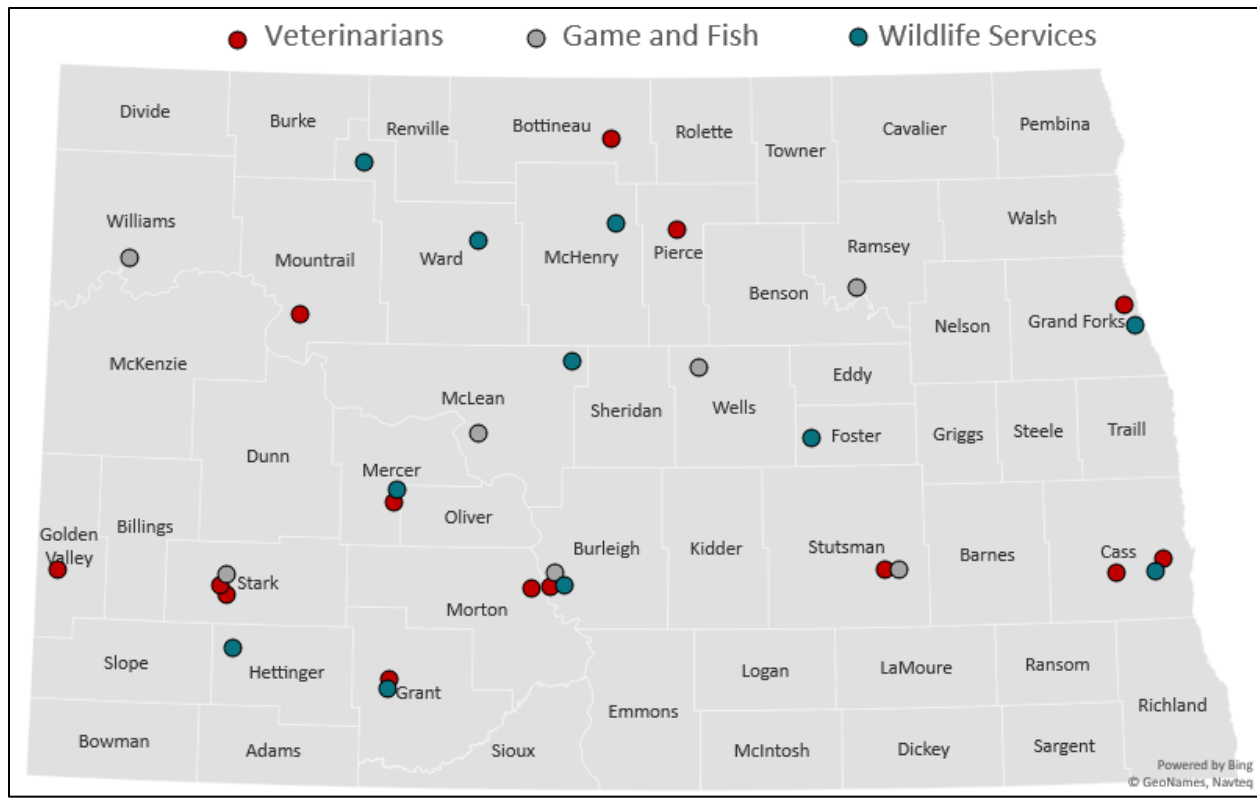 Veterinarians
Game and Fish
Wildlife Services
Divide
Burke
Renville
Bottineau
Rolette
Towner
Cavalier
Pembina
Williams
Mountrail
Ward
McHenry
Pierce
Benson
Ramsey
Walsh
Nelson
Grand Forks
McKenzie
McLean
Sheridan
Wells
Eddy
Foster
Griggs
Steele
Traill
Dunn
Mercer
Oliver
Golden
Valley
Billings
Stark
Morton
Burleigh
Kidder
Stutsman
Barnes
Cass
Slope
Hettinger
Grant
Emmons
Logan
LaMoure
Ransom
Richland
Bowman
Adams
Sioux
McIntosh
Dickey
Sargent
Powered by Bing
© GeoNames, Navteq